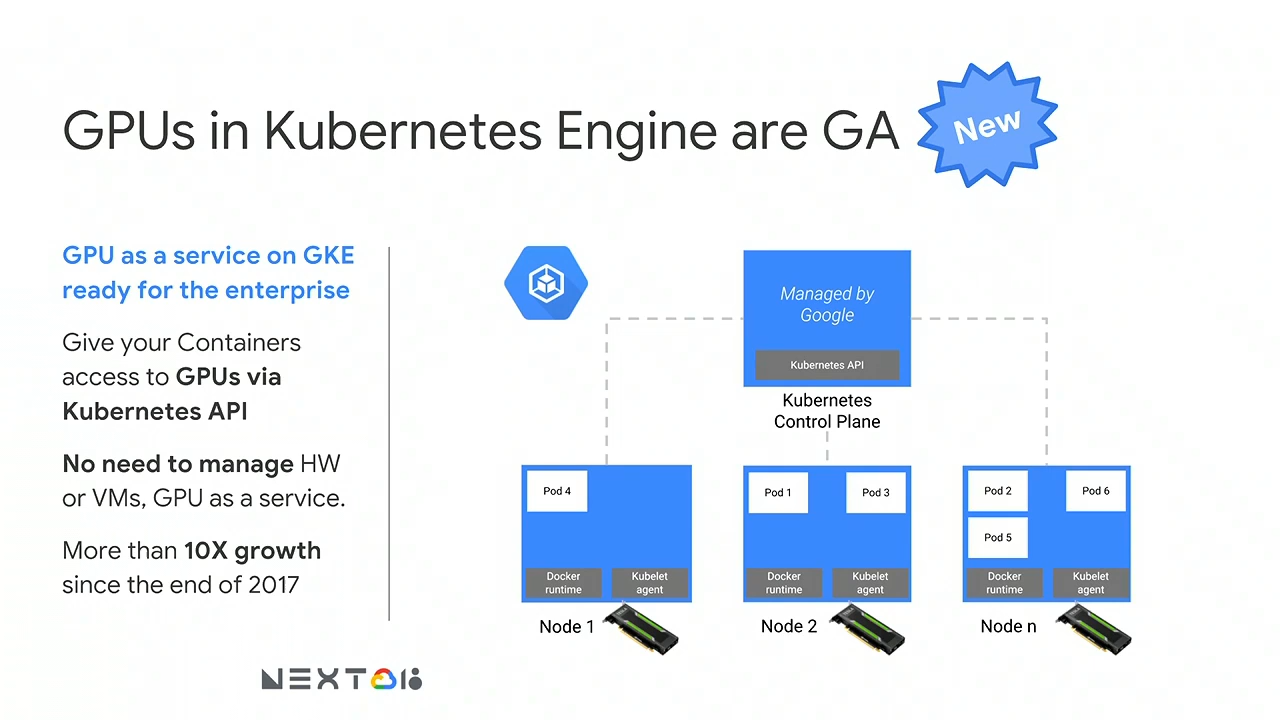 GPUs in Kubernetes Engine are GA
New
GPU as a service on GKE
ready for the enterprise
Give your Containers
access to GPUs via
Kubernetes API
No need to manage HW
or VMs, GPU as a service.
More than 10X growth
since the end of 2017
Managed by
Google
Kubernetes API
Kubernetes
Control Plane
Pod 4
Docker
runtime
Kubelet
agent
Node 1
Pod 1
Pod 3
Docker
runtime
Kubelet
agent
Node 2
Pod 2
Pod 6
Pod 5
Docker
runtime
Kubelet
agent
Node n
NEXT18